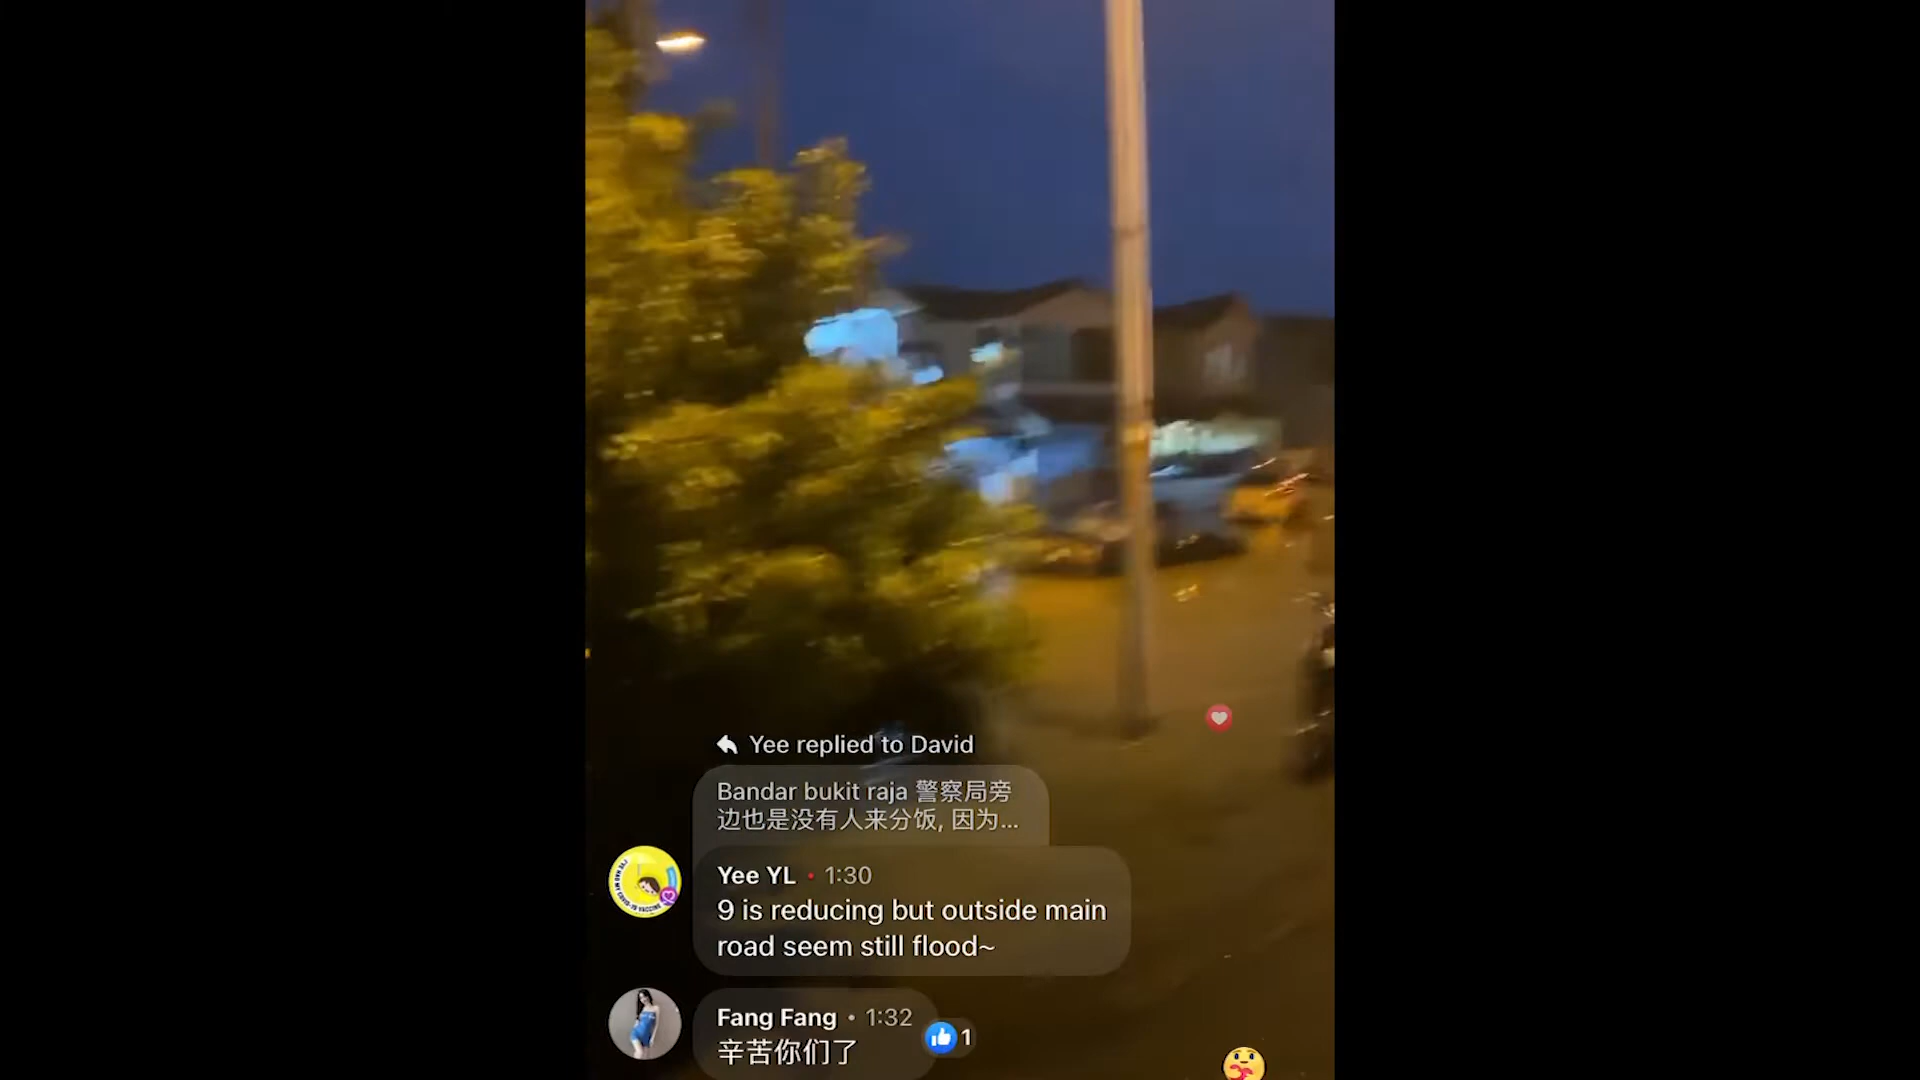 Yee replied to David
Bandar bukit raja 警察局旁
边也是没有人来分饭, 因为...
Yee YL • 1:30
9 is reducing but outside main
road seem still flood~
Fang Fang • 1:32
辛苦你们了
1